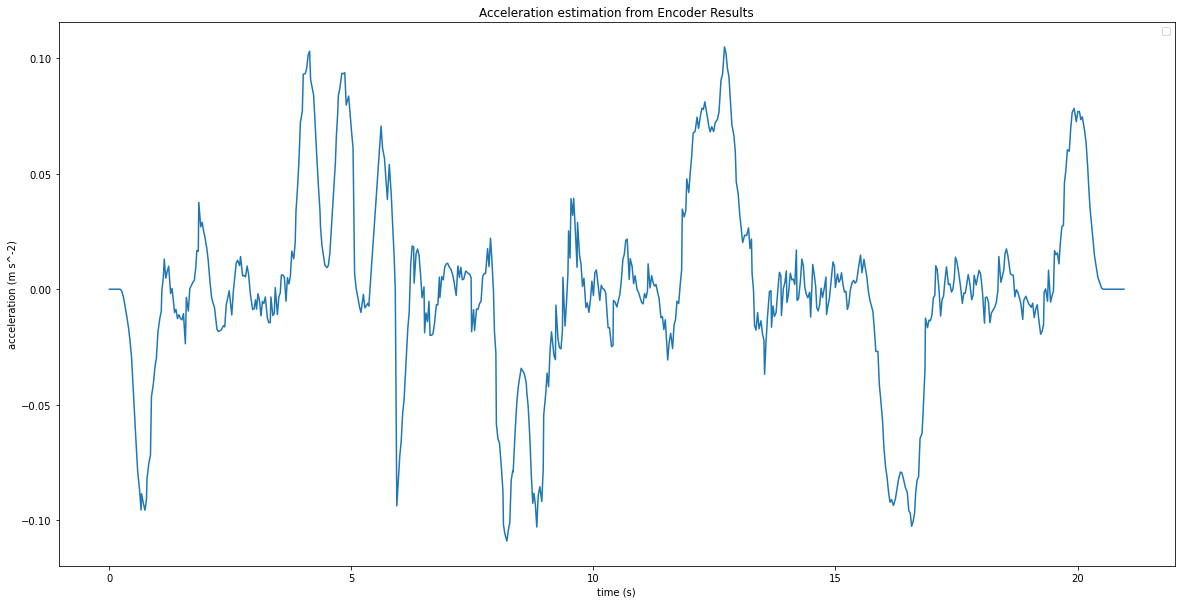 Acceleration estimation from Encoder Results
0.10
0.05
0.00
−0.05
−0.10
acceleration (m s^-2)
0 5 10 15 20
time (s)